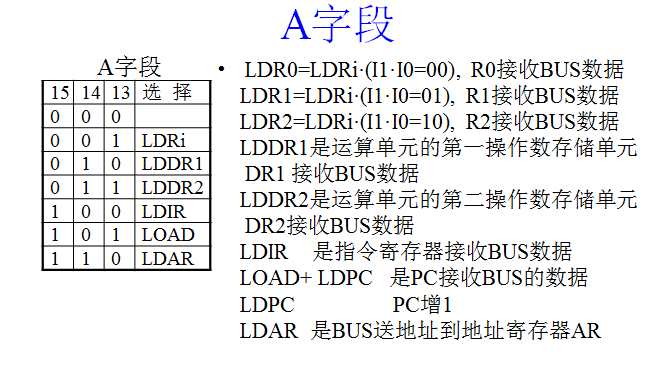 A字段
A字段
15 14 13 选 择
0 0 0
0 0 1 LDRi
0 1 0 LDDR1
0 1 1 LDDR2
1 0 0 LDIR
1 0 1 LOAD
1 1 0 LDAR
• LDR0=LDRi·(I1·I0=00), R0接收BUS数据
LDR1=LDRi·(I1·I0=01), R1接收BUS数据
LDR2=LDRi·(I1·I0=10), R2接收BUS数据
LDDR1是运算单元的第一操作数存储单元
DR1 接收BUS数据
LDDR2是运算单元的第二操作数存储单元
DR2接收BUS数据
LDIR 是指令寄存器接收BUS数据
LOAD+ LDPC 是PC接收BUS的数据
LDPC PC增1
LDAR 是BUS送地址到地址寄存器AR